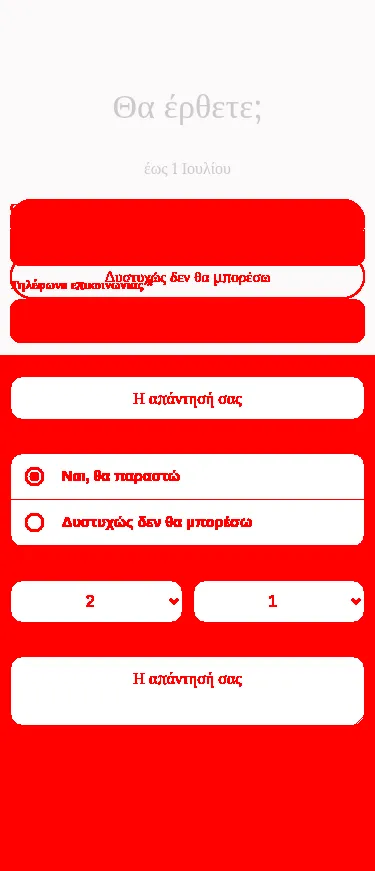 Θα έρθετε;
έως 1 Ιουλίου
Δυστυχώς δεν θα μπορέσω
Τηλέφωνο επικοινωνίας*
Η απάντησή σας
Ναι, θα παραστώ
Δυστυχώς δεν θα μπορέσω
2 1
Η απάντησή σας